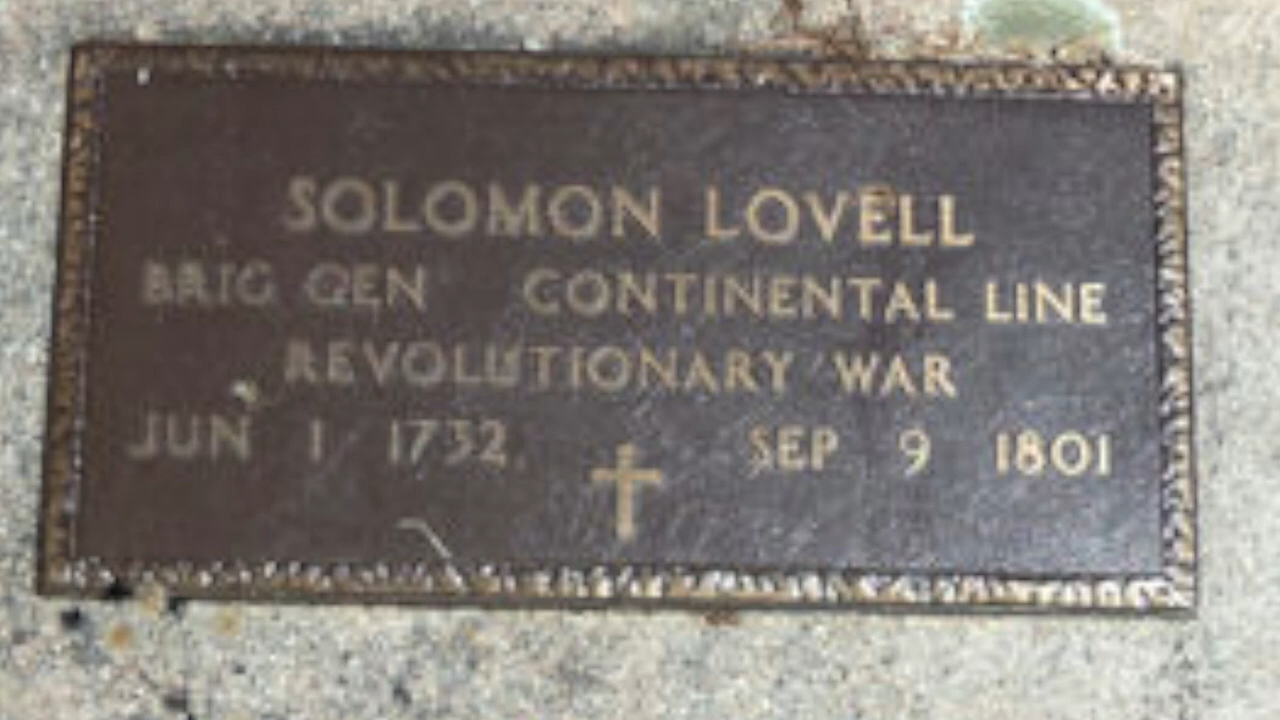 SOLOMON LOVELL
BRIG GEN CONTINENTAL LINE
REVOLUTIONARY WAR
JUN 1 1732 SEP 9 1801